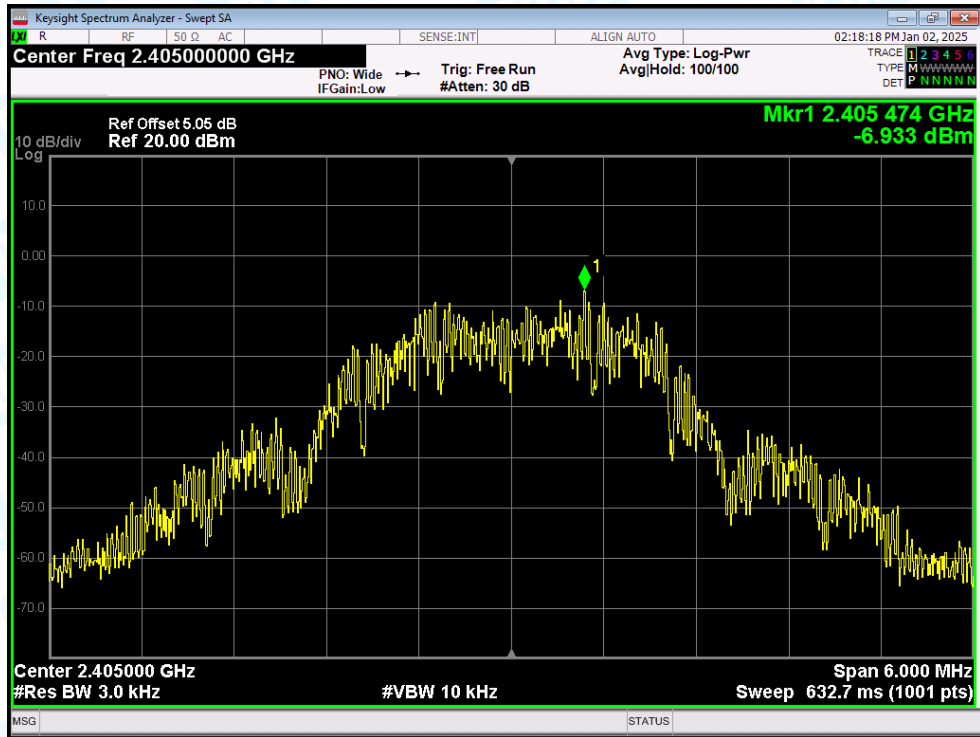 Keysight Spectrum Analyzer - Swept SA
LXI R RF 50 Ω AC SENSE:INT ALIGN AUTO 02:18:18 PM Jan 02, 2025
Center Freq 2.405000000 GHz
PNO: Wide
IFGain:Low
Trig: Free Run
#Atten: 30 dB
Avg Type: Log-Pwr
Avg|Hold: 100/100
TRACE 1 2 3 4 5 6
TYPE M W W W W W
DET P N N N N N
Mkr1 2.405 474 GHz
-6.933 dBm
Ref Offset 5.05 dB
10 dB/div Ref 20.00 dBm
Log
10.0
0.00
-10.0
-20.0
-30.0
-40.0
-50.0
-60.0
-70.0
1
Center 2.405000 GHz Span 6.000 MHz
#Res BW 3.0 kHz #VBW 10 kHz Sweep 632.7 ms (1001 pts)
MSG STATUS